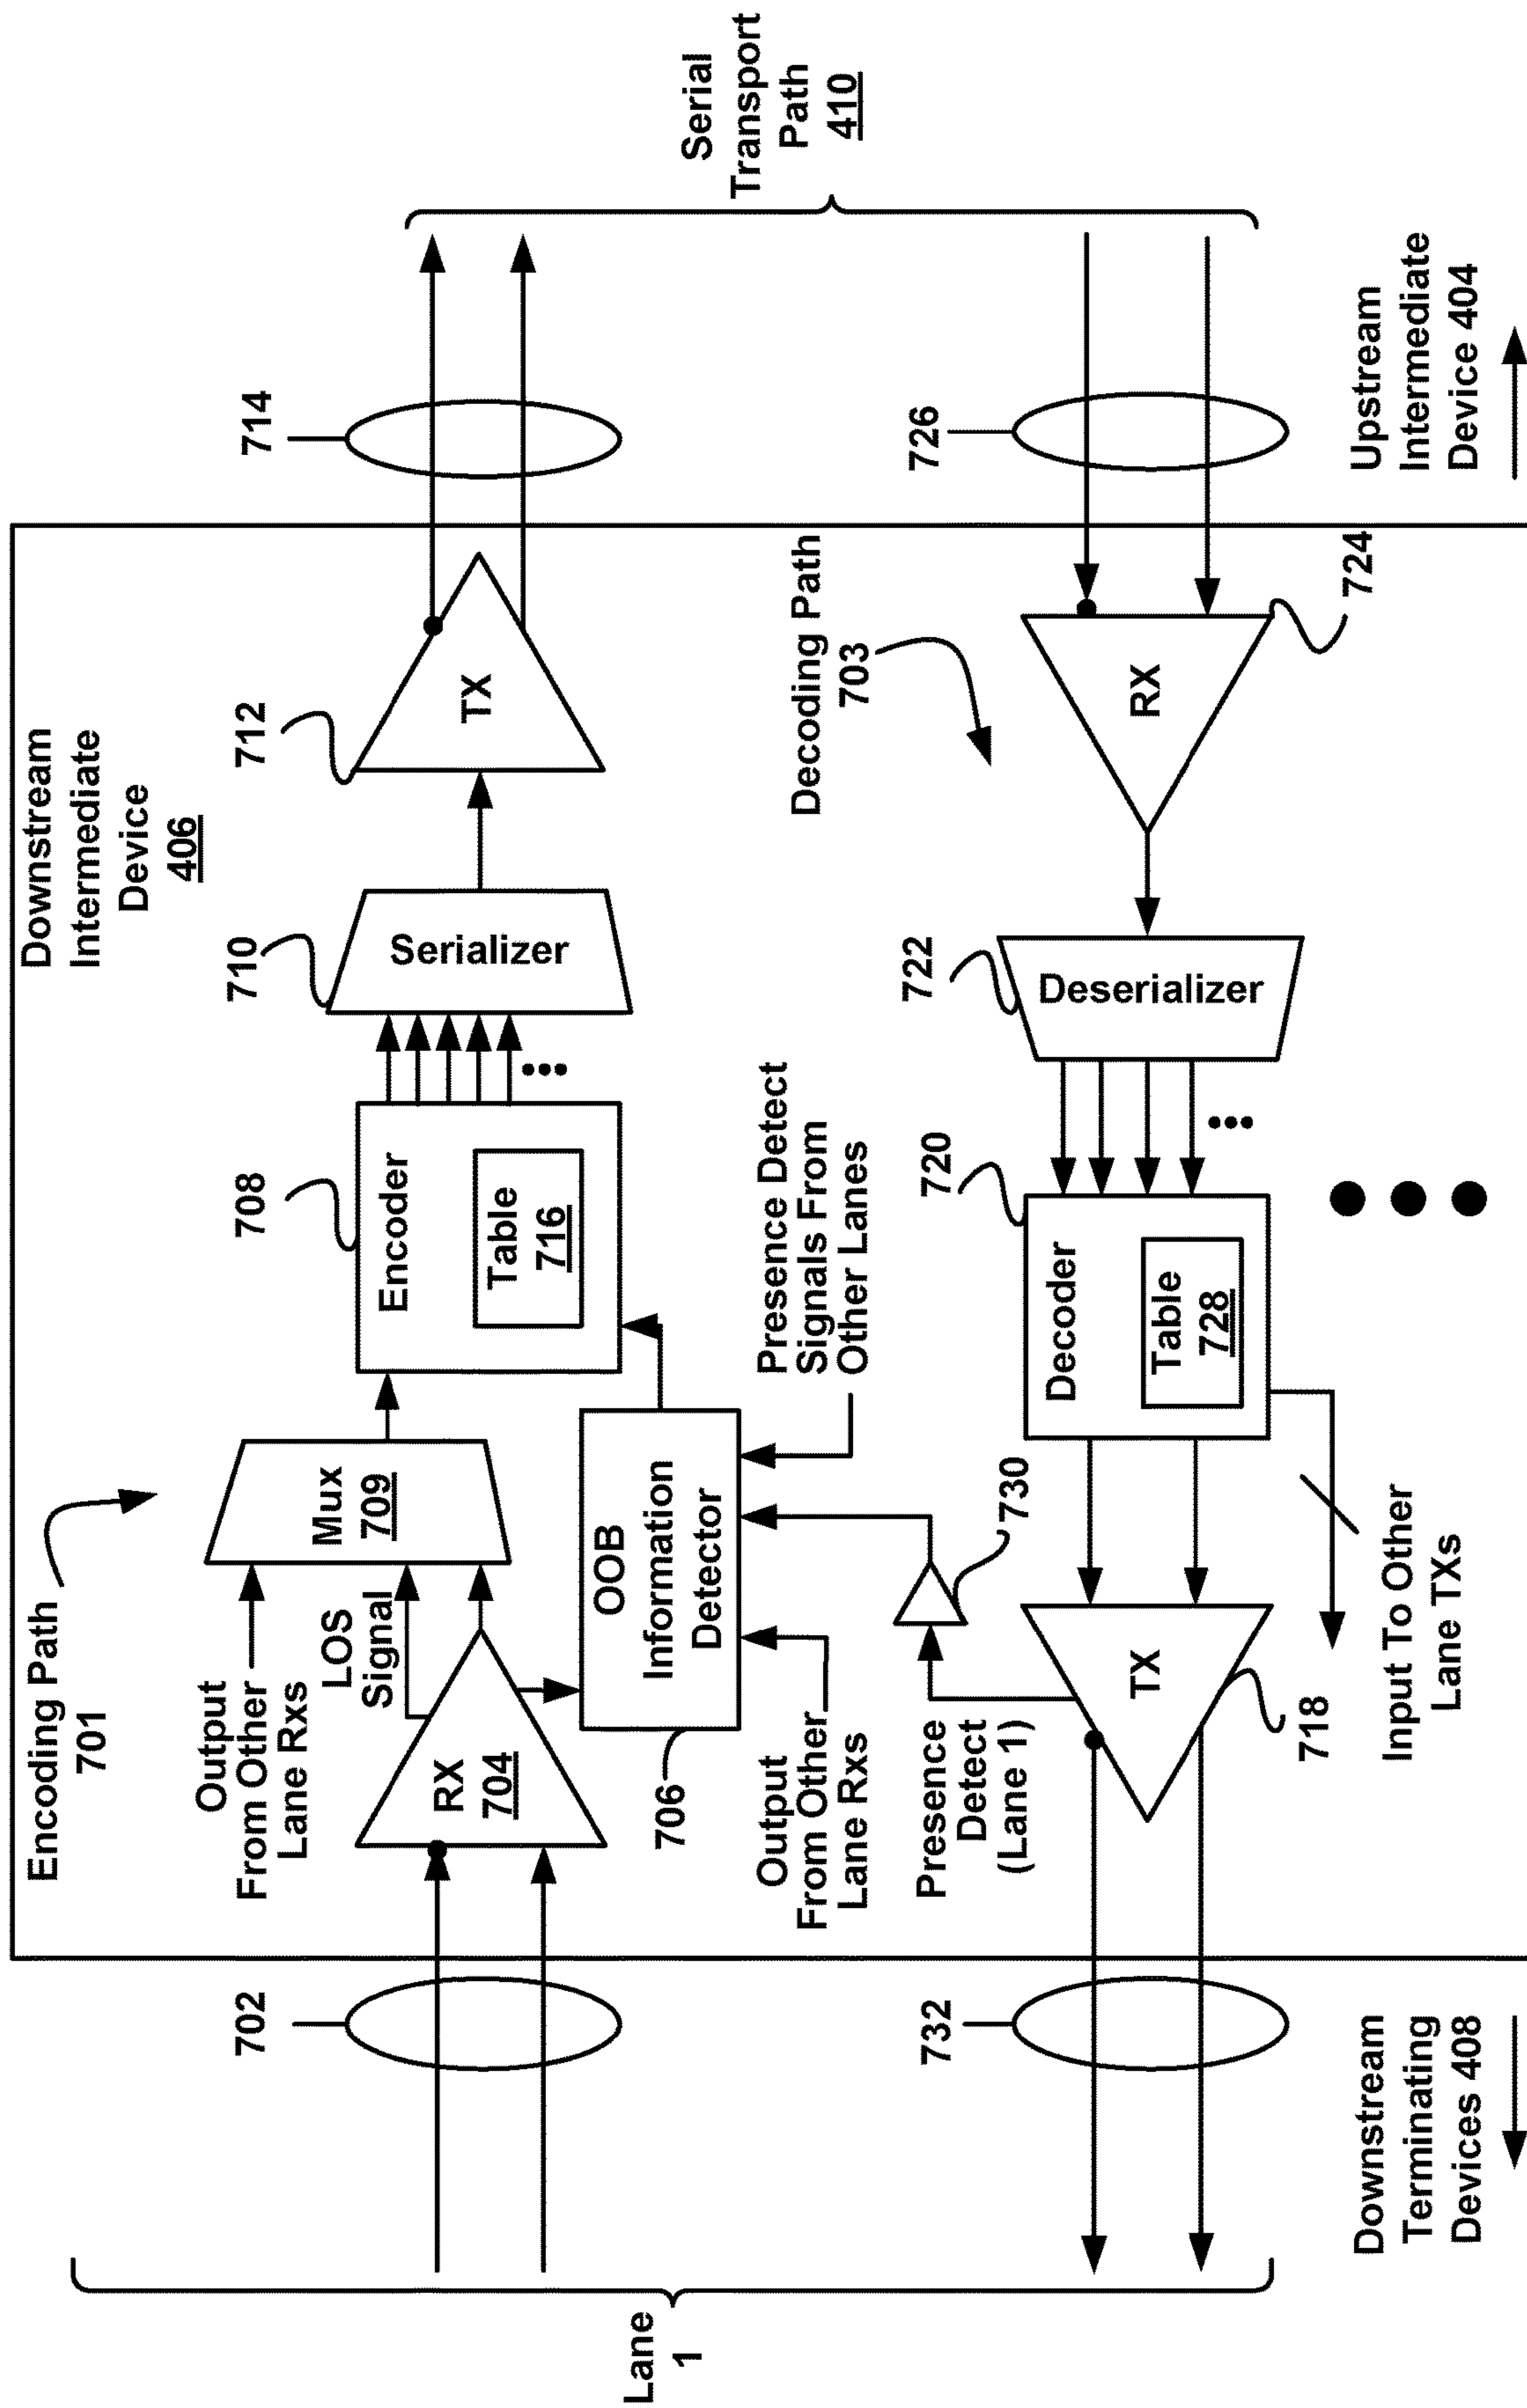 Downstream
Intermediate
Device
406
Encoding Path
701
Output
From Other
Lane Rxs
LOS
Signal
Lane
1
702
RX
704
Mux
709
706
OOB
Information
Detector
708
Encoder
Table
716
710
Serializer
712
TX
714
Serial
Transport
Path
410
Output
From Other
Lane Rxs
Presence Detect
Signals From
Other Lanes
Presence
Detect
(Lane 1)
730
732
TX
718
720
Decoder
Table
728
722
Deserializer
Decoding Path
703
RX
724
726
Input To Other
Lane TXs
Downstream
Terminating
Devices 408
Upstream
Intermediate
Device 404